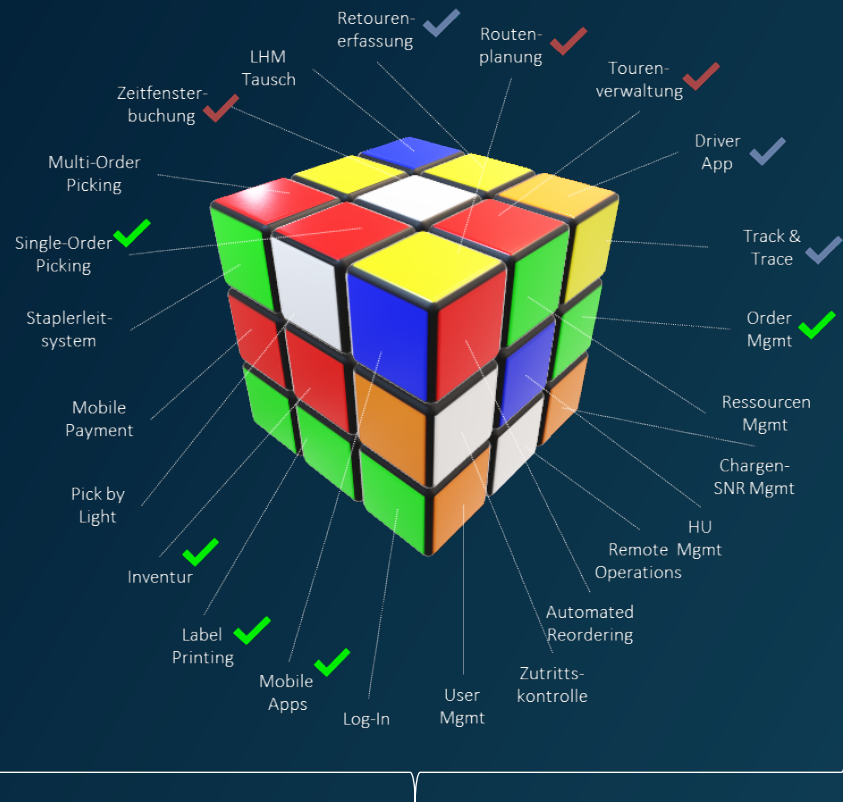 Retouren-
erfassung
Routen-
planung
LHM
Tausch
Touren-
verwaltung
Zeitfenster-
buchung
Driver
App
Multi-Order
Picking
Single-Order
Picking
Track &
Trace
Staplerleit-
system
Order
Mgmt
Mobile
Payment
Ressourcen
Mgmt
Chargen-
SNR Mgmt
Pick by
Light
HU
Mgmt
Remote
Operations
Inventur
Automated
Reordering
Label
Printing
Zutritts-
kontrolle
Mobile
Apps
User
Mgmt
Log-In